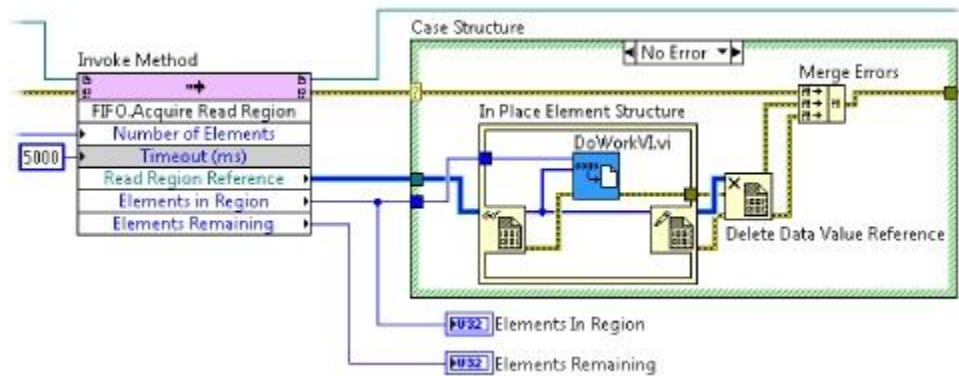 Case Structure
No Error
Invoke Method
Merge Errors
FIFO.Acquire Read Region
In Place Element Structure
Number of Elements
DoWorkVI.vi
5000
Timeout (ms)
Read Region Reference
Elements in Region
Elements Remaining
Delete Data Value Reference
U32 Elements In Region
U32 Elements Remaining